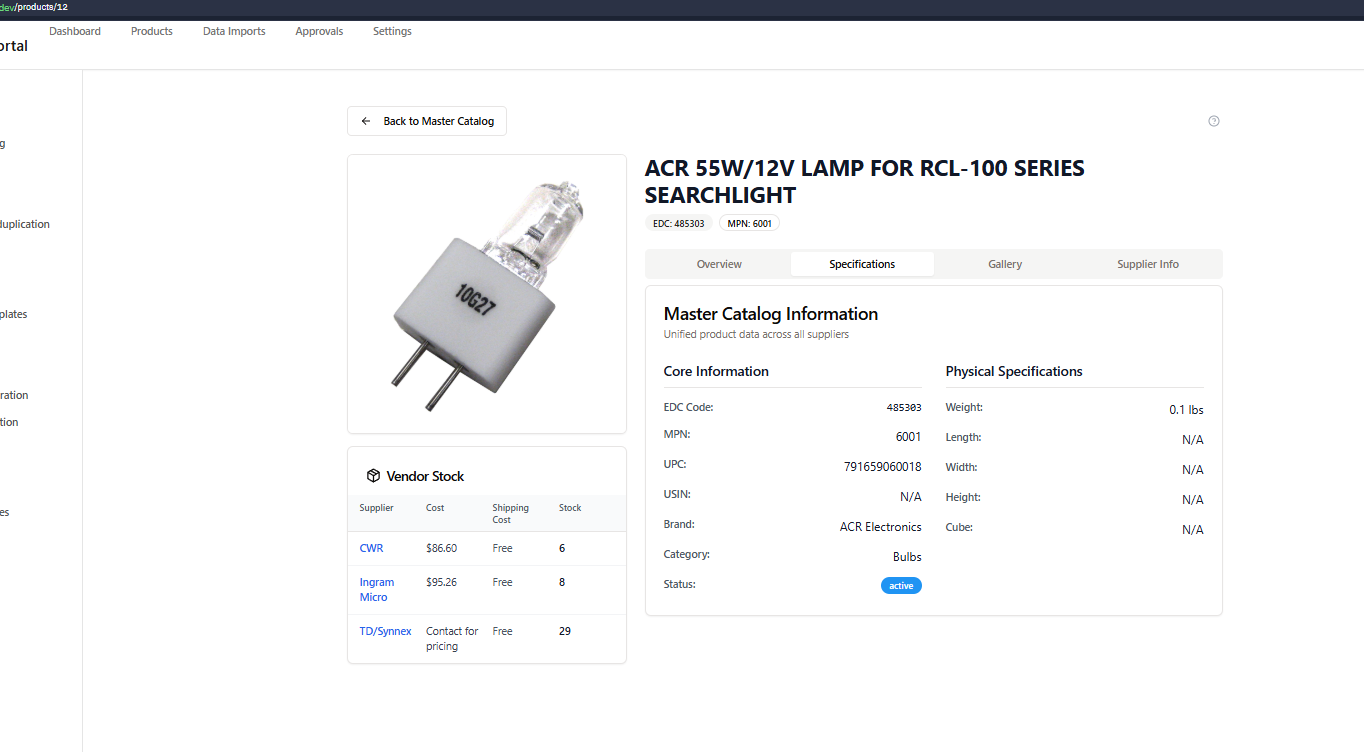 dev/products/12
ortal
Dashboard
Products
Data Imports
Approvals
Settings
g
duplication
plates
ration
tion
es
Back to Master Catalog
10G27
ACR 55W/12V LAMP FOR RCL-100 SERIES
SEARCHLIGHT
EDC: 485303
MPN: 6001
Overview
Specifications
Gallery
Supplier Info
Master Catalog Information
Unified product data across all suppliers
Core Information
EDC Code: 485303
MPN: 6001
UPC: 791659060018
USIN: N/A
Brand: ACR Electronics
Category: Bulbs
Status: active
Physical Specifications
Weight: 0.1 lbs
Length: N/A
Width: N/A
Height: N/A
Cube: N/A
Vendor Stock
Supplier Cost Shipping Cost Stock
CWR $86.60 Free 6
Ingram Micro $95.26 Free 8
TD/Synnex Contact for pricing Free 29